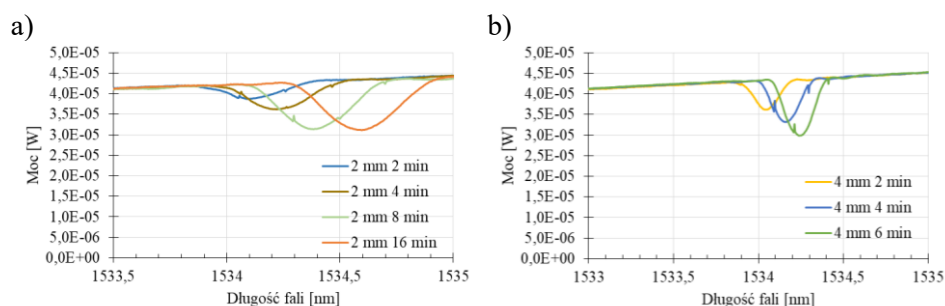 a)
Moc [W]
5,0E-05
4,5E-05
4,0E-05
3,5E-05
3,0E-05
2,5E-05
2,0E-05
1,5E-05
1,0E-05
5,0E-06
0,0E+00
2 mm 2 min
2 mm 4 min
2 mm 8 min
2 mm 16 min
1533,5
1534
1534,5
1535
Długość fali [nm]
b)
Moc [W]
5,0E-05
4,5E-05
4,0E-05
3,5E-05
3,0E-05
2,5E-05
2,0E-05
1,5E-05
1,0E-05
5,0E-06
0,0E+00
4 mm 2 min
4 mm 4 min
4 mm 6 min
1533
1533,5
1534
1534,5
1535
Długość fali [nm]